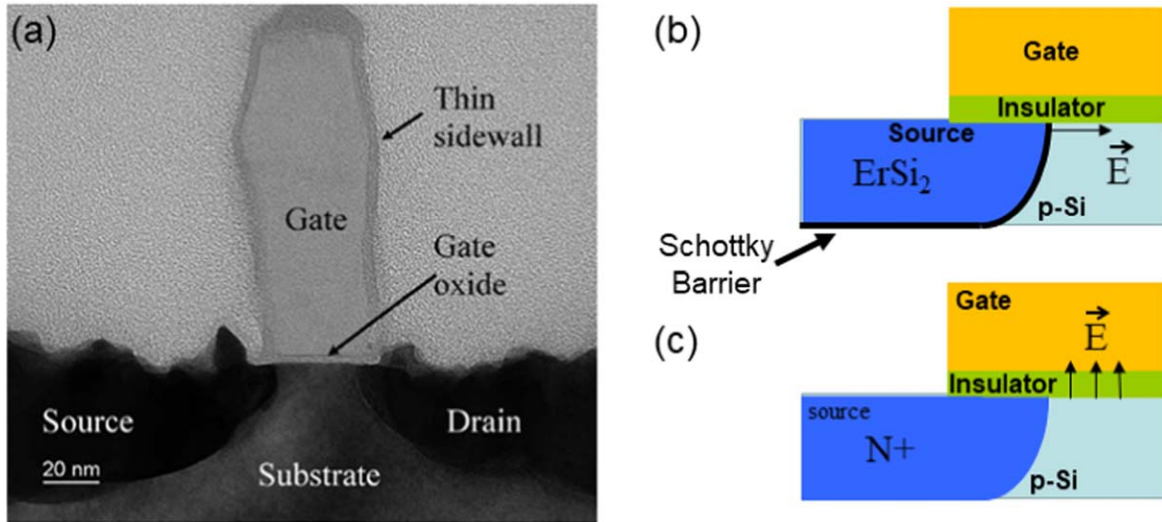 (a)
Thin
sidewall
Gate
Gate
oxide
Source
Drain
20 nm
Substrate
(b)
Gate
Insulator
Source
ErSi₂
E
p-Si
Schottky
Barrier
(c)
Gate
E
Insulator
source
N+
p-Si